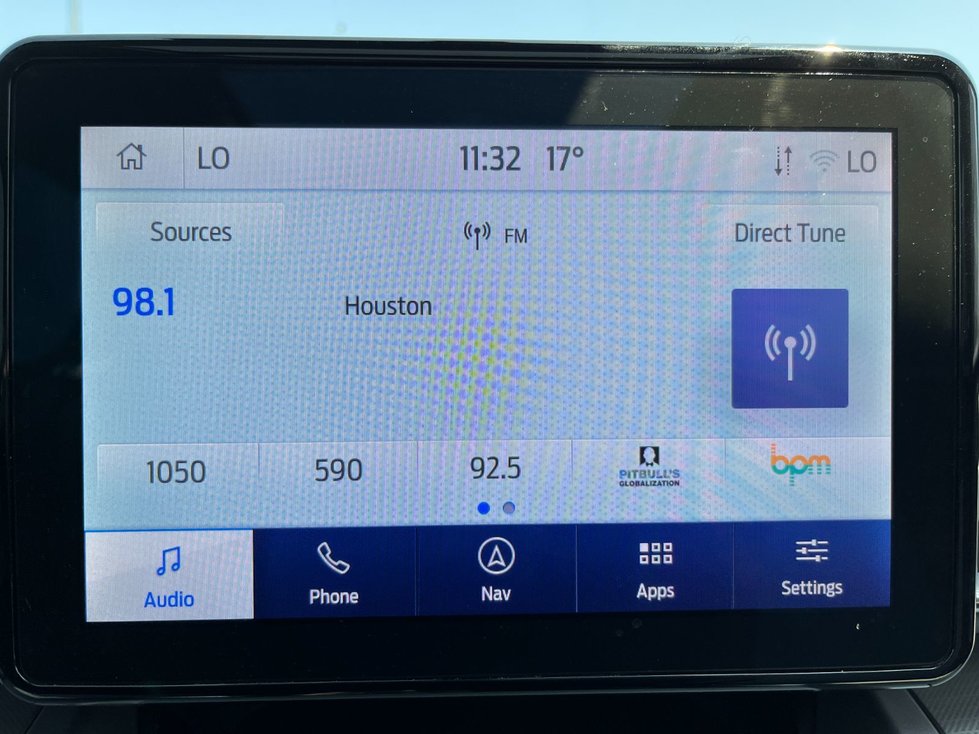 LO 11:32 17° LO
Sources FM Direct Tune
98.1 Houston
1050 590 92.5 PITBULL'S GLOBALIZATION bpm
Audio Phone Nav Apps Settings